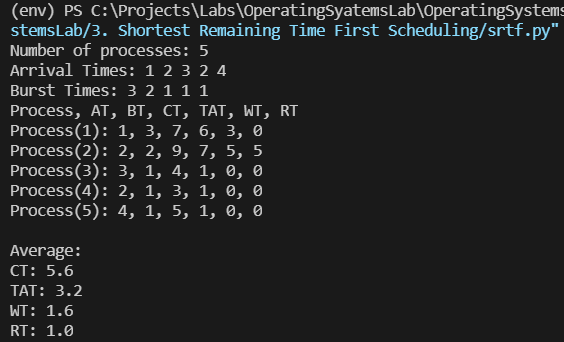 (env) PS C:\Projects\Labs\OperatingSyatemsLab\OperatingSystems
stemsLab/3. Shortest Remaining Time First Scheduling/srtf.py"
Number of processes: 5
Arrival Times: 1 2 3 2 4
Burst Times: 3 2 1 1 1
Process, AT, BT, CT, TAT, WT, RT
Process(1): 1, 3, 7, 6, 3, 0
Process(2): 2, 2, 9, 7, 5, 5
Process(3): 3, 1, 4, 1, 0, 0
Process(4): 2, 1, 3, 1, 0, 0
Process(5): 4, 1, 5, 1, 0, 0
Average:
CT: 5.6
TAT: 3.2
WT: 1.6
RT: 1.0